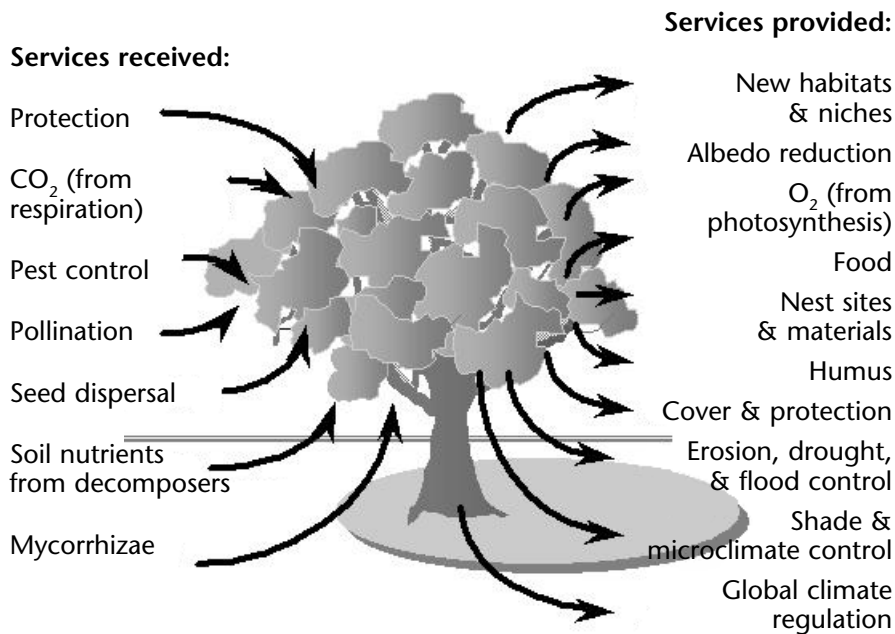 Services received:
Protection
CO₂ (from
respiration)
Pest control
Pollination
Seed dispersal
Soil nutrients
from decomposers
Mycorrhizae
Services provided:
New habitats
& niches
Albedo reduction
O₂ (from
photosynthesis)
Food
Nest sites
& materials
Humus
Cover & protection
Erosion, drought,
& flood control
Shade &
microclimate control
Global climate
regulation